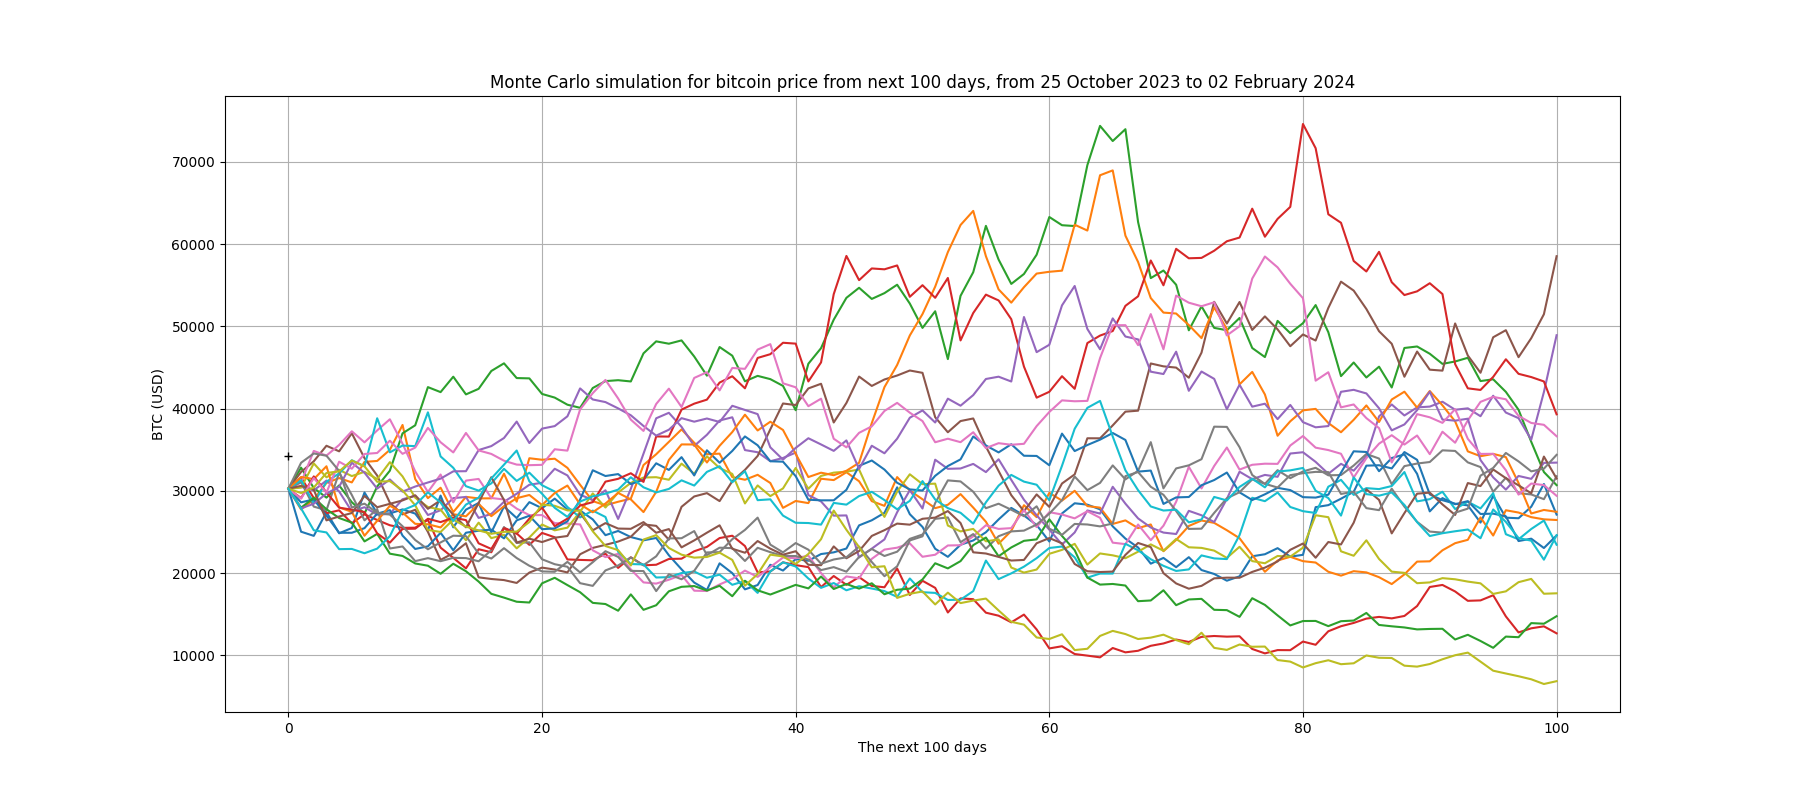 Monte Carlo simulation for bitcoin price from next 100 days, from 25 October 2023 to 02 February 2024
BTC (USD)
70000
60000
50000
40000
30000
20000
10000
0 20 40 60 80 100
The next 100 days